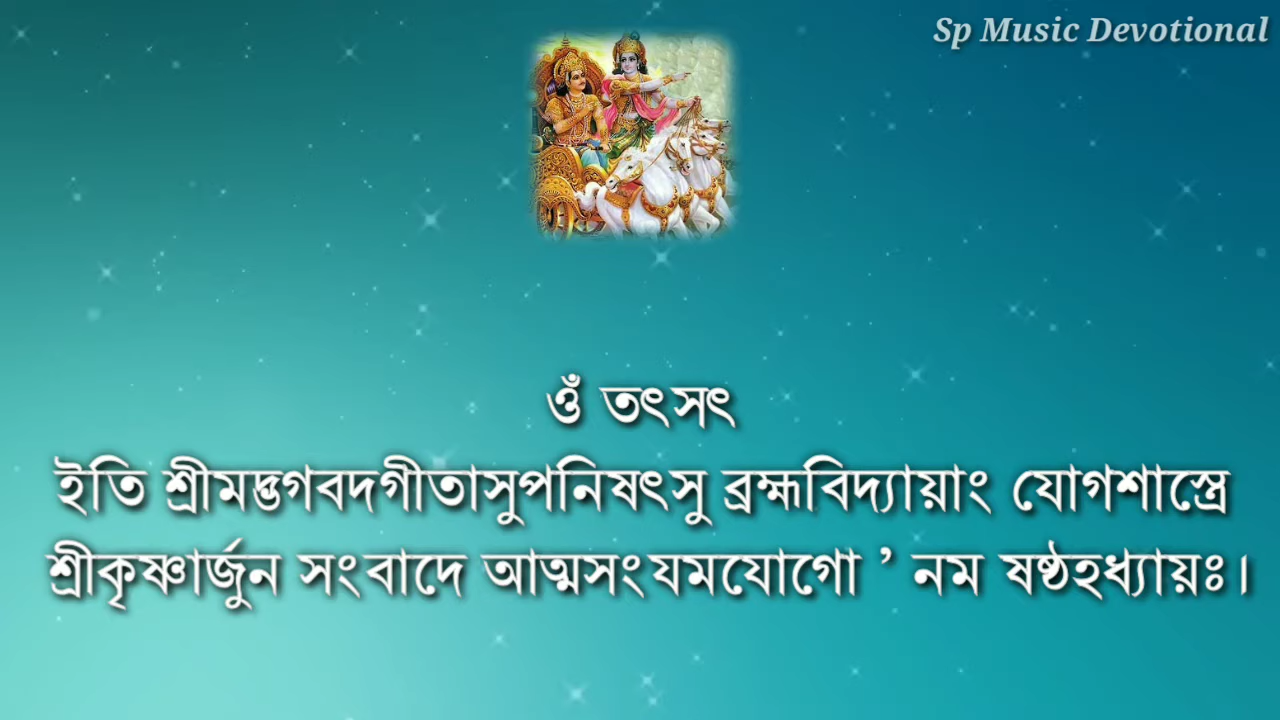 Sp Music Devotional
ওঁ তৎসৎ
ইতি শ্রীমদ্ভগবদগীতাসুপনিষৎসু ব্রহ্মবিদ্যায়াং যোগশাস্ত্রে
শ্রীকৃষ্ণার্জুন সংবাদে আত্মসংযমযোগো ’ নম ষষ্ঠহধ্যায়ঃ।